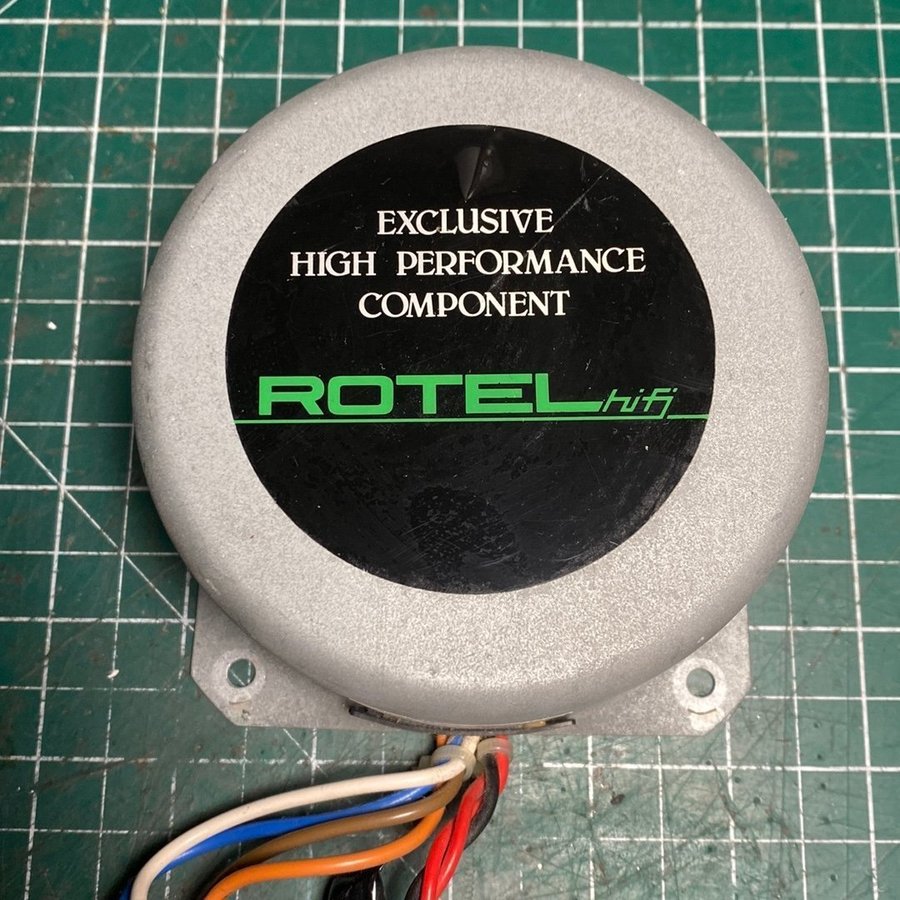 EXCLUSIVE
HIGH PERFORMANCE
COMPONENT
ROTEL hi-fi